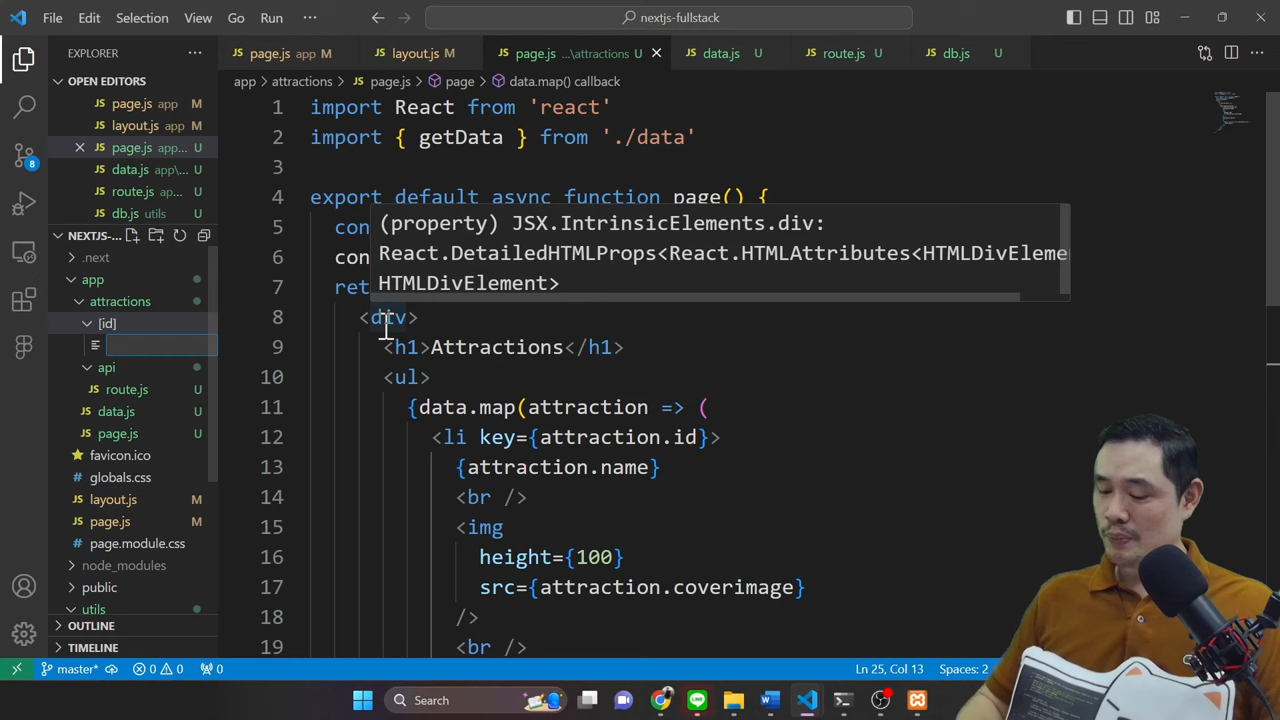 File Edit Selection View Go Run ··· nextjs-fullstack
EXPLORER ···
page.js app M layout.js M page.js ...\attractions U data.js U route.js U db.js U
OPEN EDITORS
page.js app M
layout.js app M
page.js app... U
data.js app\... U
route.js ap... U
db.js utils U
NEXTJS-...
.next
app
attractions
[id]
api
route.js U
data.js U
page.js U
favicon.ico
globals.css
layout.js M
page.js M
page.module.css
node_modules
public
utils
OUTLINE
TIMELINE
app > attractions > page.js > page > data.map() callback
1 import React from 'react'
2 import { getData } from './data'
3
4 export default async function page() {
5 con
6 con
7 ret
(property) JSX.IntrinsicElements.div:
React.DetailedHTMLProps<React.HTMLAttributes<HTMLDivEleme
HTMLDivElement>
8 <div>
9 <h1>Attractions</h1>
10 <ul>
11 {data.map(attraction => (
12 <li key={attraction.id}>
13 {attraction.name}
14 <br />
15 <img
16 height={100}
17 src={attraction.coverimage}
18 />
19 <br />
8
master* 0 0 0 Ln 25, Col 13 Spaces: 2
Search